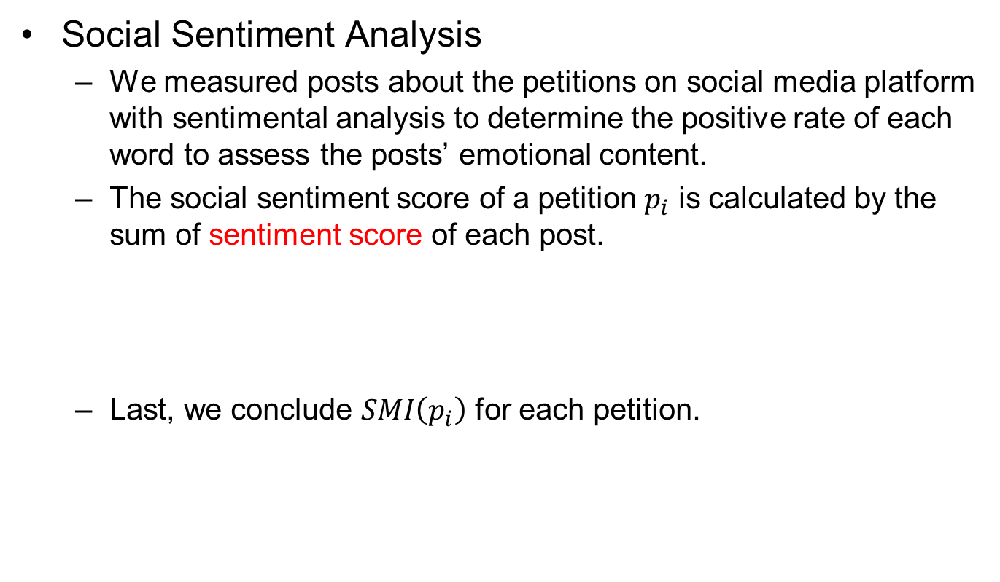 • Social Sentiment Analysis
– We measured posts about the petitions on social media platform
with sentimental analysis to determine the positive rate of each
word to assess the posts’ emotional content.
– The social sentiment score of a petition 𝑝𝑖 is calculated by the
sum of sentiment score of each post.
– Last, we conclude 𝑆𝑀𝐼(𝑝𝑖) for each petition.